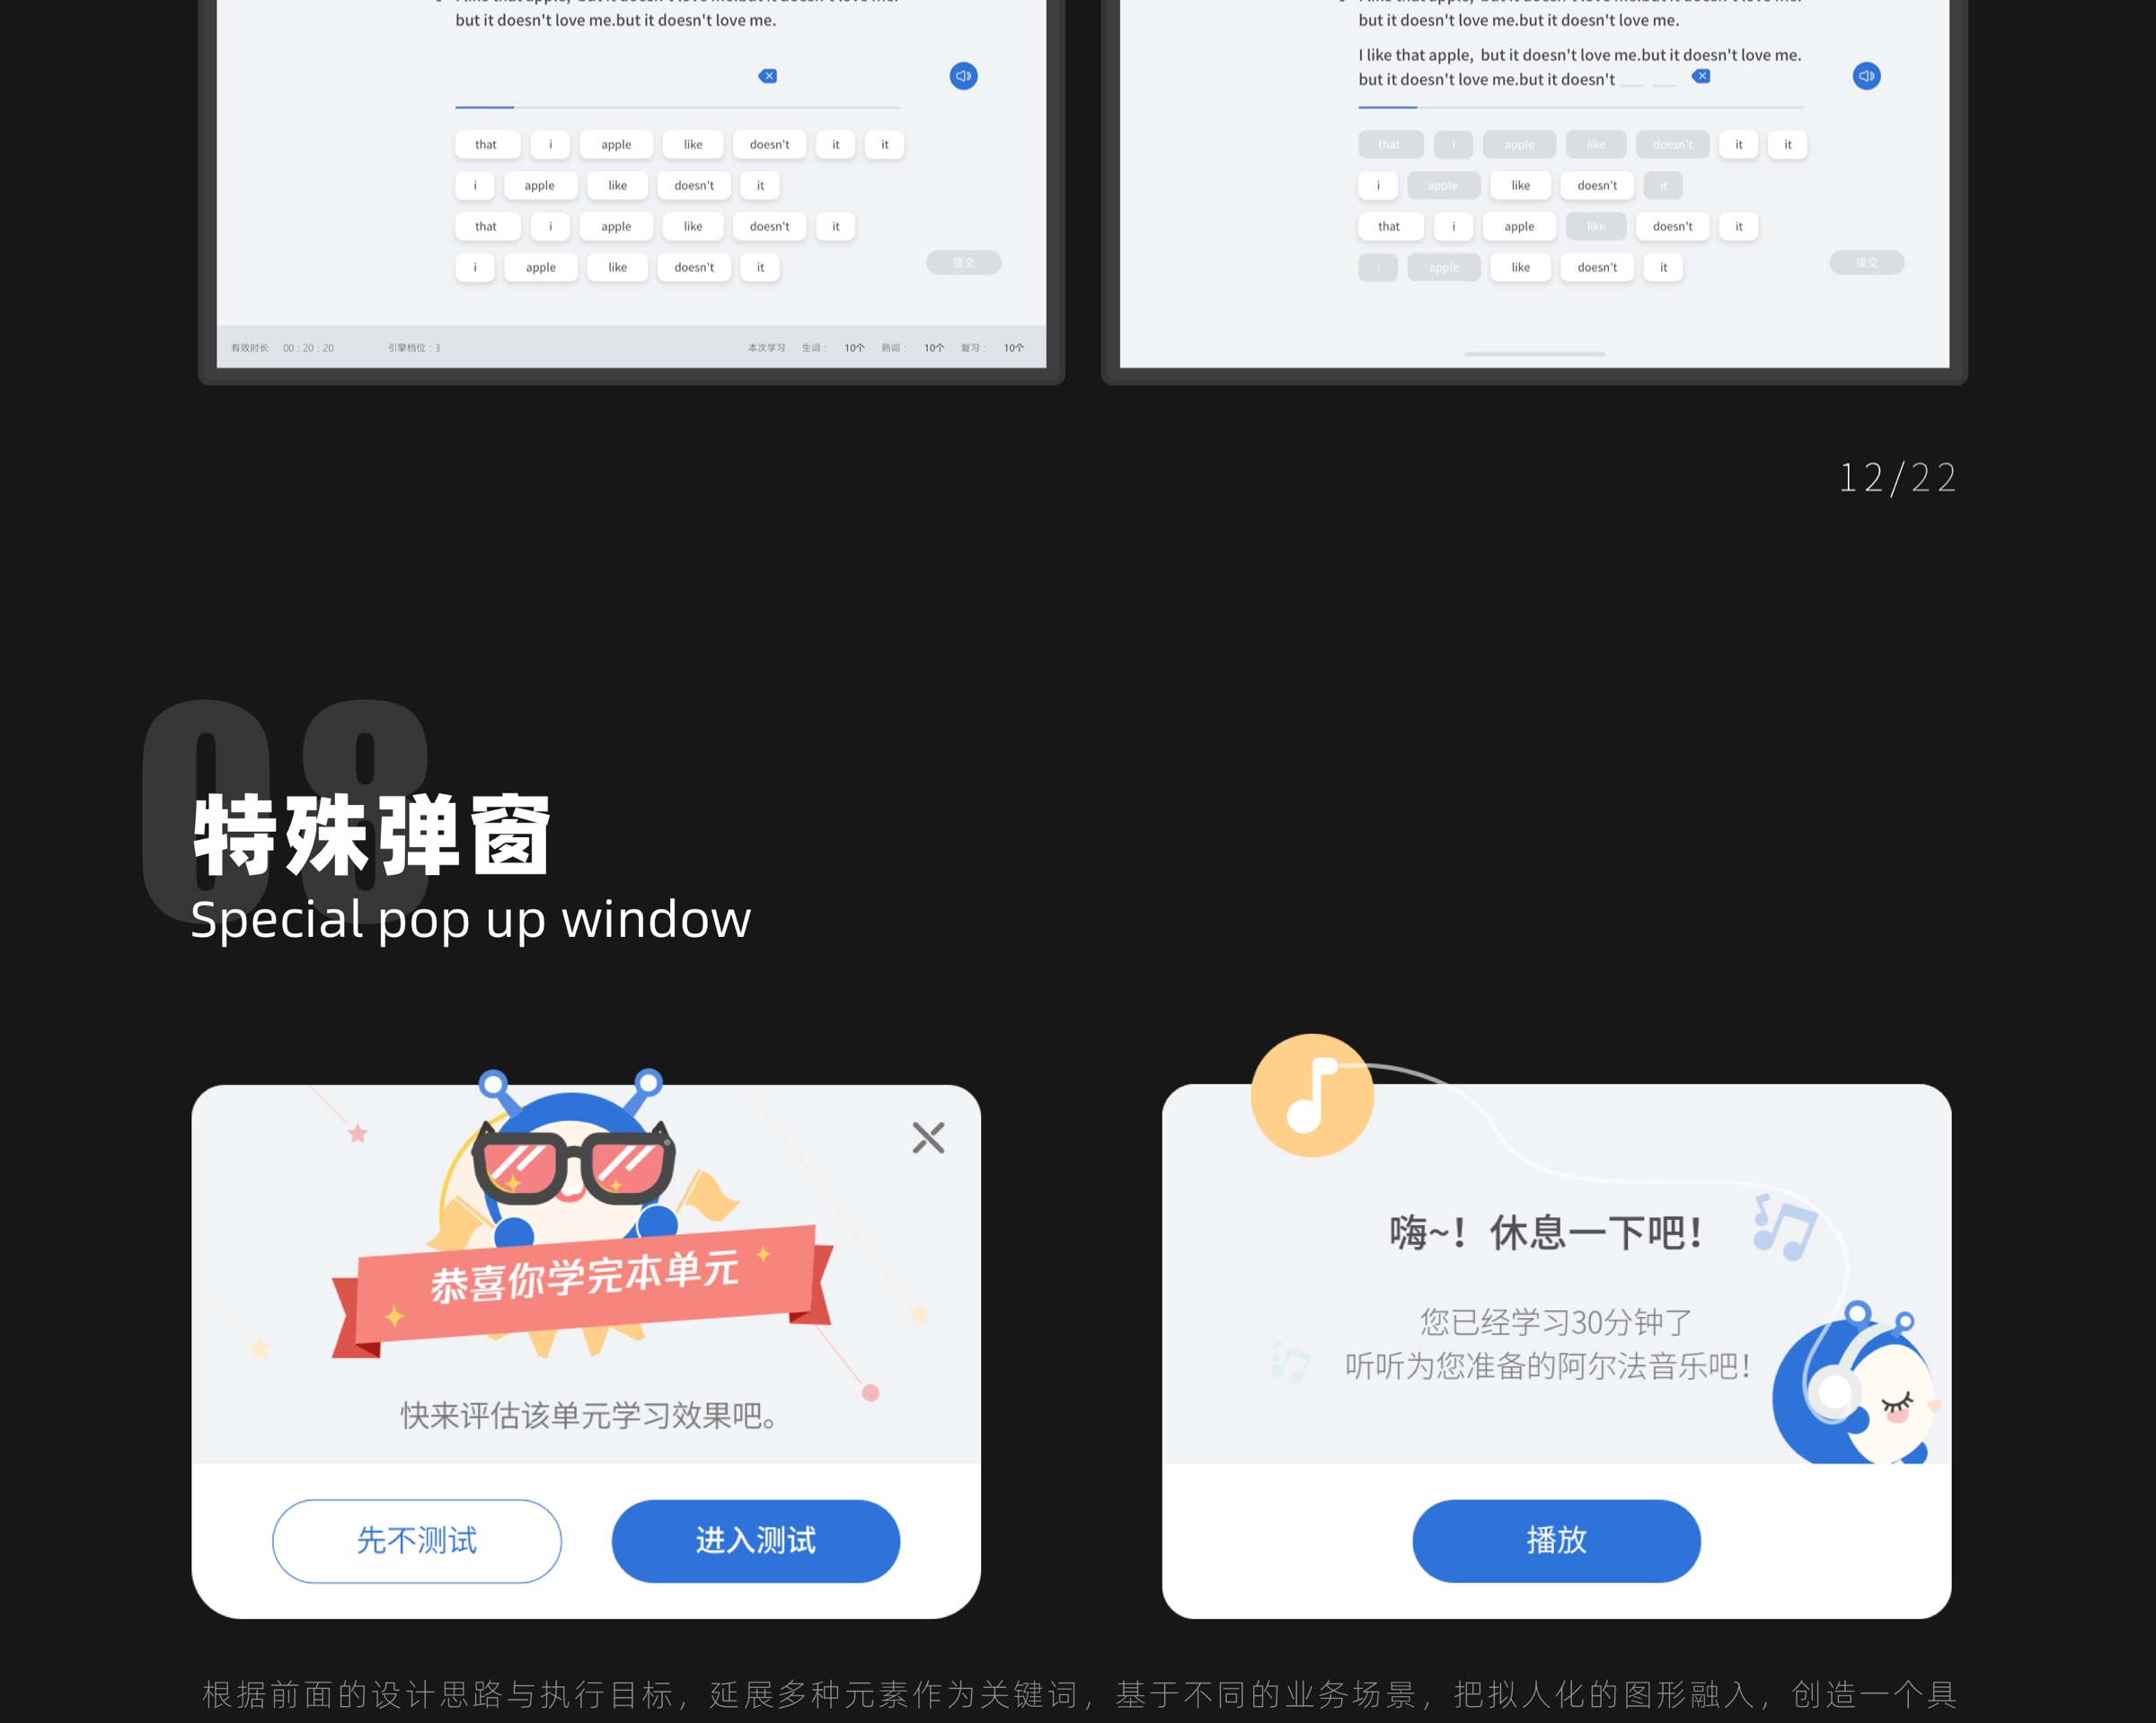 but it doesn't love me.but it doesn't love me.
that i apple like doesn't it it
i apple like doesn't it
that i apple like doesn't it
i apple like doesn't it
提交
有效时长 00 : 20 : 20 引擎档位 : 3 本次学习 生词 : 10个 熟词 : 10个 复习 : 10个
but it doesn't love me.but it doesn't love me.
I like that apple, but it doesn't love me.but it doesn't love me.
but it doesn't love me.but it doesn't
that i apple like doesn't it it
i apple like doesn't it
that i apple like doesn't it
i apple like doesn't it
提交
12/22
08
特殊弹窗
Special pop up window
恭喜你学完本单元
快来评估该单元学习效果吧。
先不测试 进入测试
嗨~！休息一下吧！
您已经学习30分钟了
听听为您准备的阿尔法音乐吧！
播放
根据前面的设计思路与执行目标，延展多种元素作为关键词，基于不同的业务场景，把拟人化的图形融入，创造一个具